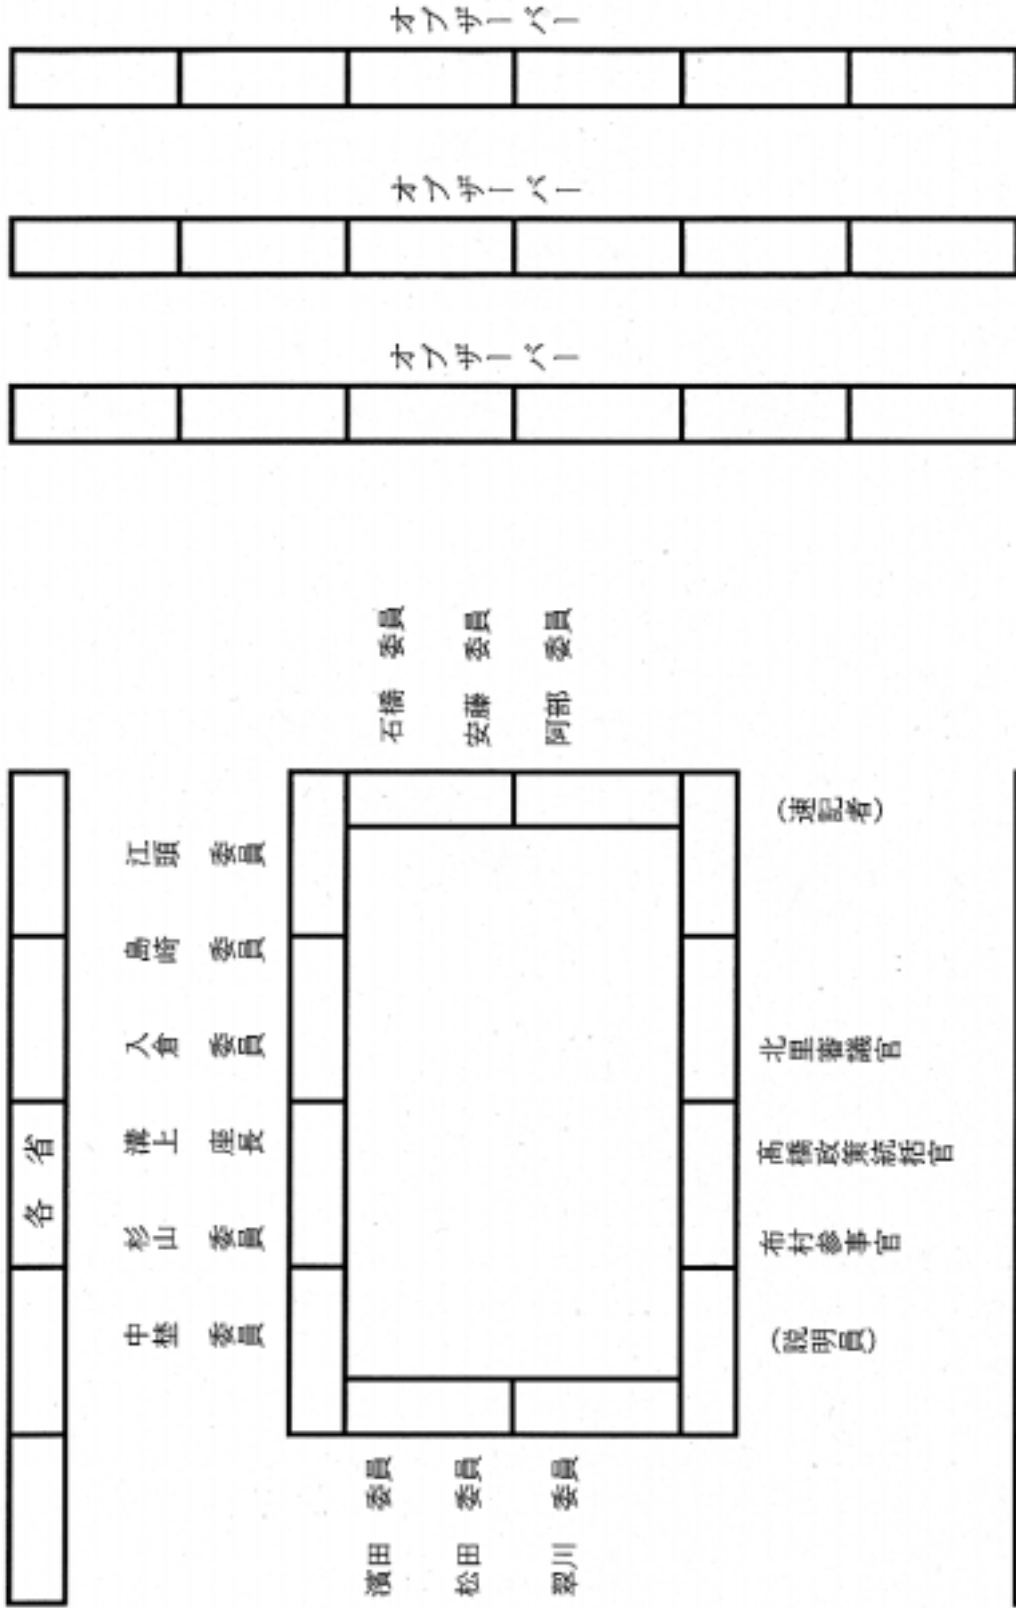 オブザーバー
オブザーバー
オブザーバー
石橋 委員
安藤 委員
阿部 委員
各 省
江頭 委員
島崎 委員
入倉 委員
溝上 座長
杉山 委員
中埜 委員
(速記者)
北里審議官
高橋政策統括官
布村参事官
(説明員)
濱田 委員
松田 委員
翠川 委員